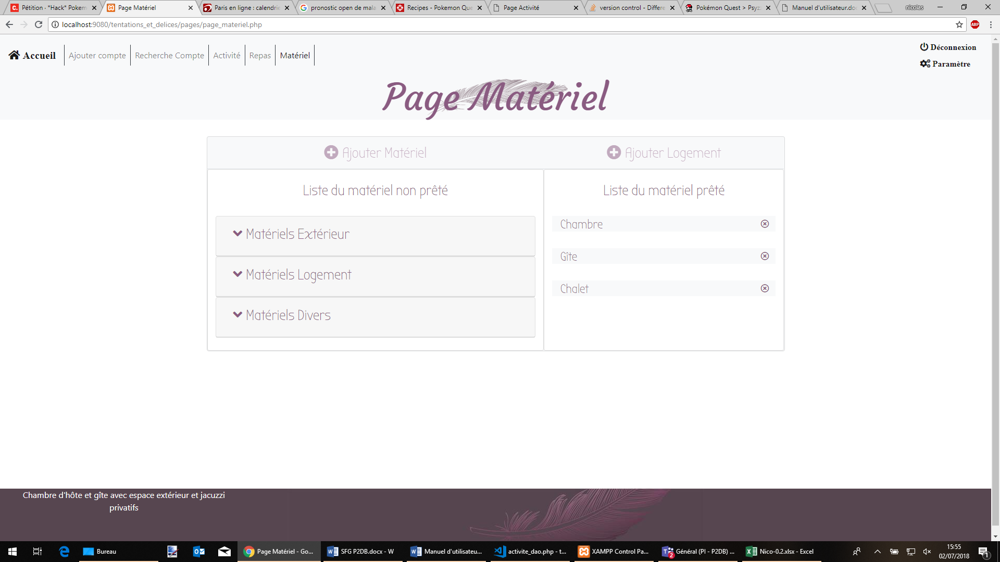 Pétition · *Hack* Pokem
Page Matériel
Paris en ligne : calendrie
pronostic open de mala
Recipes - Pokemon Que
Page Activité
version control - Differe
Pokémon Quest > Psyz
Manuel d'utilisateur.doc
nicolas
localhost:9080/tentations_et_delices/pages/page_materiel.php
ABP
Accueil
Ajouter compte
Recherche Compte
Activité
Repas
Matériel
Déconnexion
Paramètre
Page Matériel
Ajouter Matériel
Ajouter Logement
Liste du matériel non prêté
Liste du matériel prêté
Matériels Extérieur
Matériels Logement
Matériels Divers
Chambre
Gîte
Chalet
Chambre d'hôte et gîte avec espace extérieur et jacuzzi
privatifs
Bureau
Page Matériel - Go...
SFG P2DB.docx - W
Manuel d'utilisateu...
activite_dao.php - t...
XAMPP Control Pa...
2
Général (PI - P2DB) ...
Nico-0.2.xlsx - Excel
15:55
02/07/2018
1